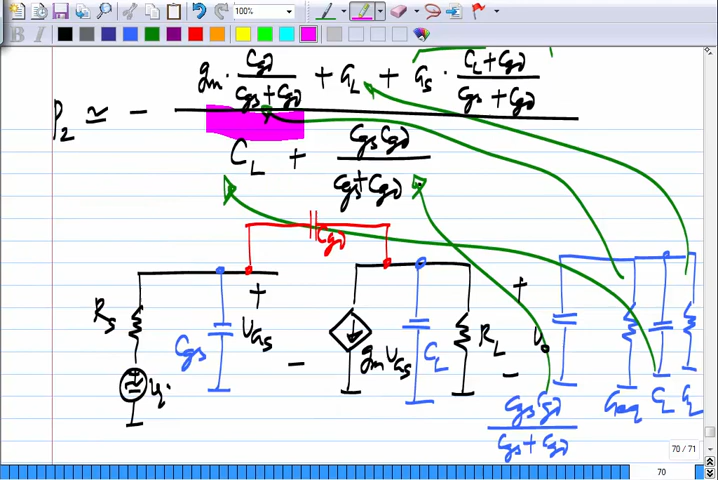 100%
P₂ ≅ − (gm · Cgd/(Cgs+Cgd) + GL + Gs · (CL+Cgd)/(Cgs+Cgd))
/ (CL + CgsCgd/(Cgs+Cgd))
Cgd
Rs
Cgs
+
vgs
−
vi
gm vgs
CL
RL
+
vo
−
CgsCgd/(Cgs+Cgd)
Geq
CL
GL
70 / 71
70